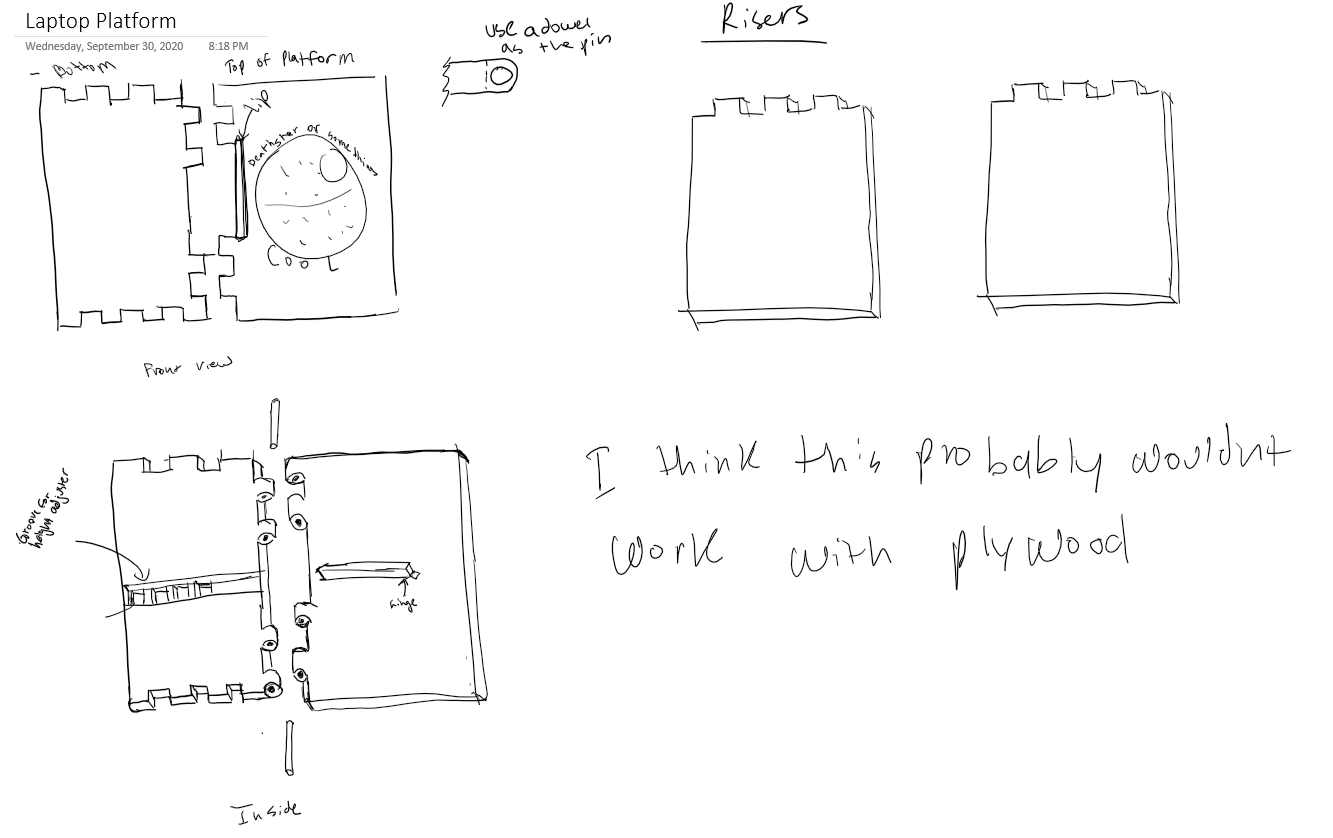 Laptop Platform
Wednesday, September 30, 2020 8:18 PM
- Bottom
Top of Platform
Lip
Deathstar or something
COOL
use a dowel
as the pin
Risers
Front view
Groove for
height adjuster
hinge
Inside
I think this probably wouldnt
work with plywood